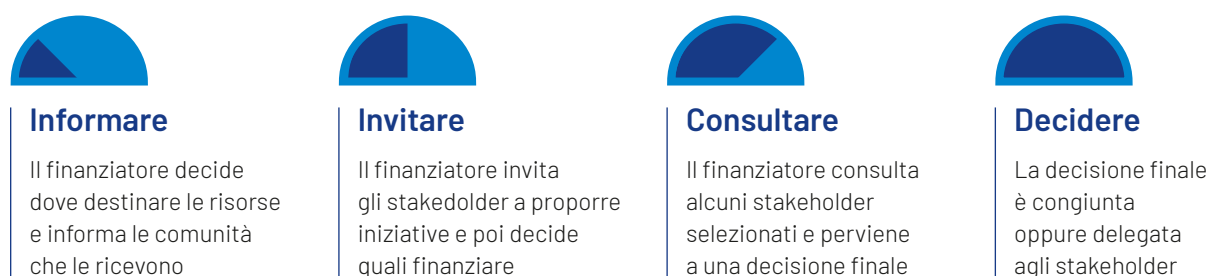 Informare
Il finanziatore decide
dove destinare le risorse
e informa le comunità
che le ricevono
Invitare
Il finanziatore invita
gli stakedolder a proporre
iniziative e poi decide
quali finanziare
Consultare
Il finanziatore consulta
alcuni stakeholder
selezionati e perviene
a una decisione finale
Decidere
La decisione finale
è congiunta
oppure delegata
agli stakeholder